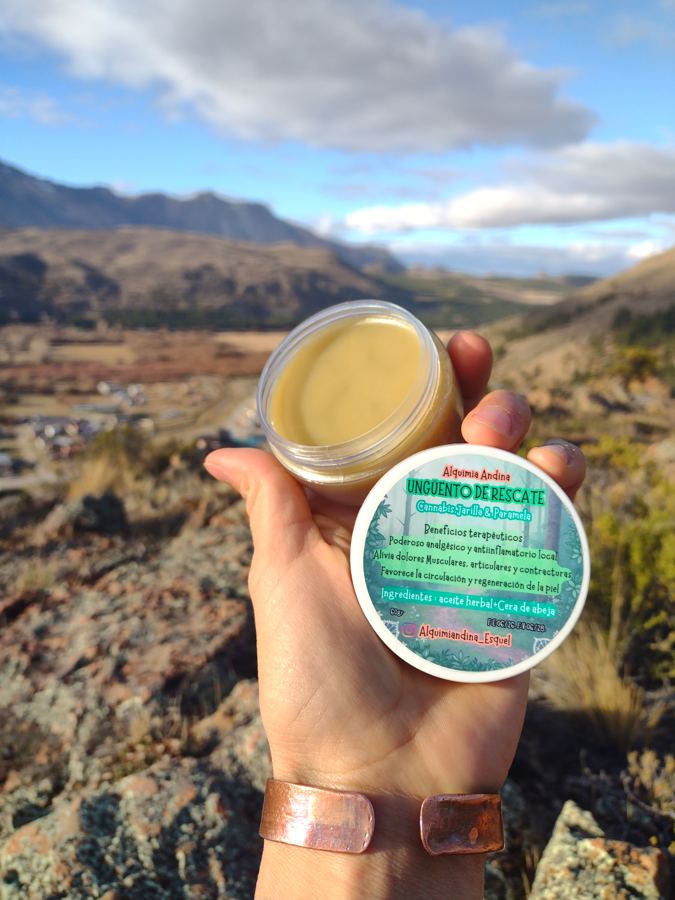 Alquimia Andina
UNGÜENTO DE RESCATE
Cannabis, Jarilla & Paramela
Beneficios terapéuticos
Poderoso analgésico y antiinflamatorio local
Alivia dolores Musculares, articulares y contracturas
Favorece la circulación y regeneración de la piel
Ingredientes : aceite herbal+Cera de abeja
Alquimiandina_Esquel